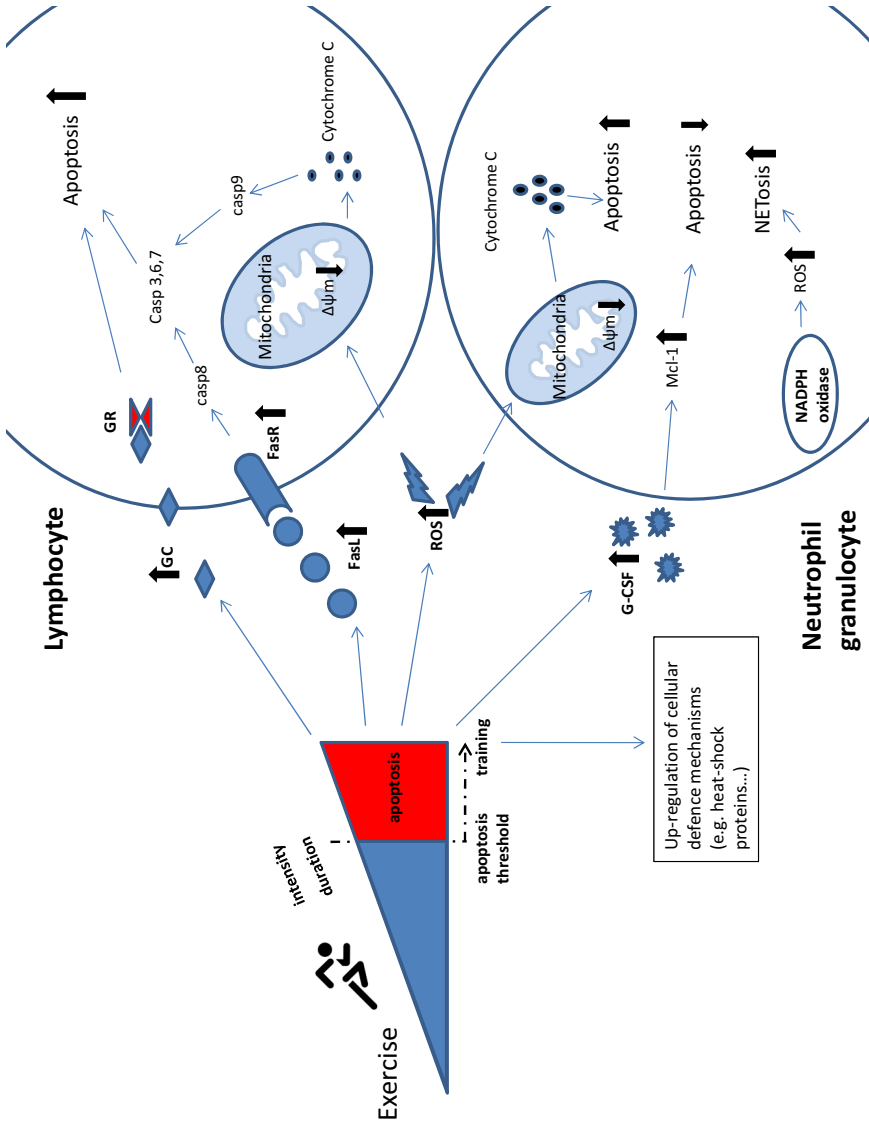 Exercise
intensity
duration
apoptosis
apoptosis
threshold
training
Up-regulation of cellular
defence mechanisms
(e.g. heat-shock
proteins...)
Lymphocyte
GC
GR
FasL
FasR
casp8
Casp 3,6,7
casp9
Apoptosis
Mitochondria
Δψm
Cytochrome C
ROS
G-CSF
Neutrophil
granulocyte
Mitochondria
Δψm
Cytochrome C
Apoptosis
Mcl-1
Apoptosis
NADPH
oxidase
ROS
NETosis